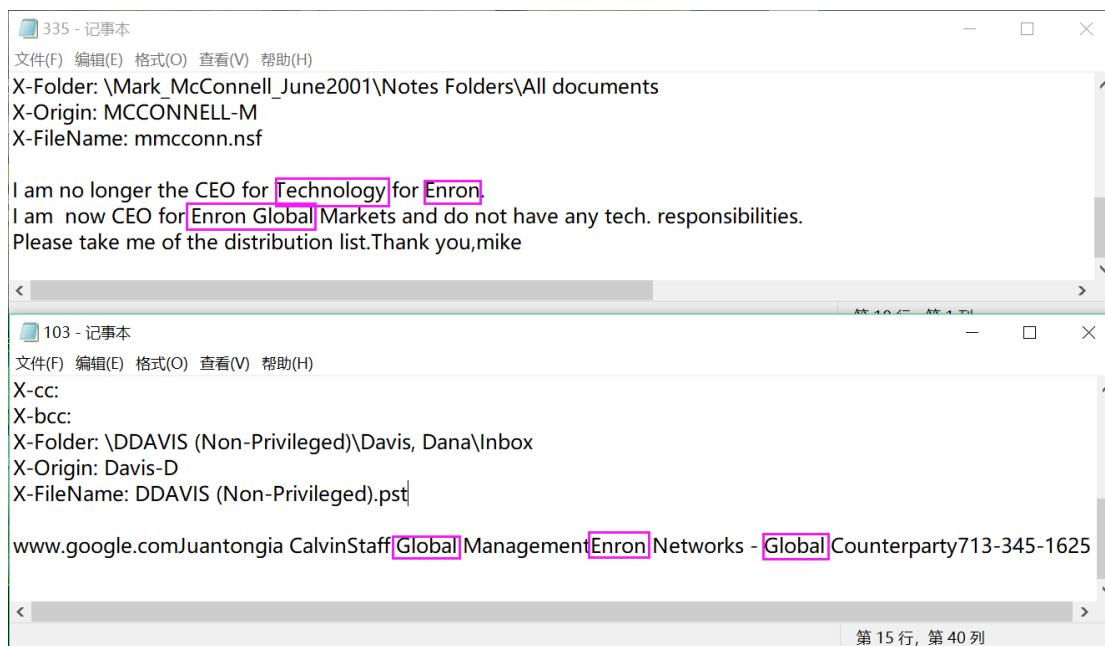 335 - 记事本
文件(F) 编辑(E) 格式(O) 查看(V) 帮助(H)
X-Folder: \Mark_McConnell_June2001\Notes Folders\All documents
X-Origin: MCCONNELL-M
X-FileName: mmcconn.nsf
I am no longer the CEO for Technology for Enron.
I am  now CEO for Enron Global Markets and do not have any tech. responsibilities.
Please take me of the distribution list.Thank you,mike
103 - 记事本
文件(F) 编辑(E) 格式(O) 查看(V) 帮助(H)
X-cc:
X-bcc:
X-Folder: \DDAVIS (Non-Privileged)\Davis, Dana\Inbox
X-Origin: Davis-D
X-FileName: DDAVIS (Non-Privileged).pst
www.google.comJuantongia CalvinStaff Global ManagementEnron Networks - Global Counterparty713-345-1625
第 15 行, 第 40 列